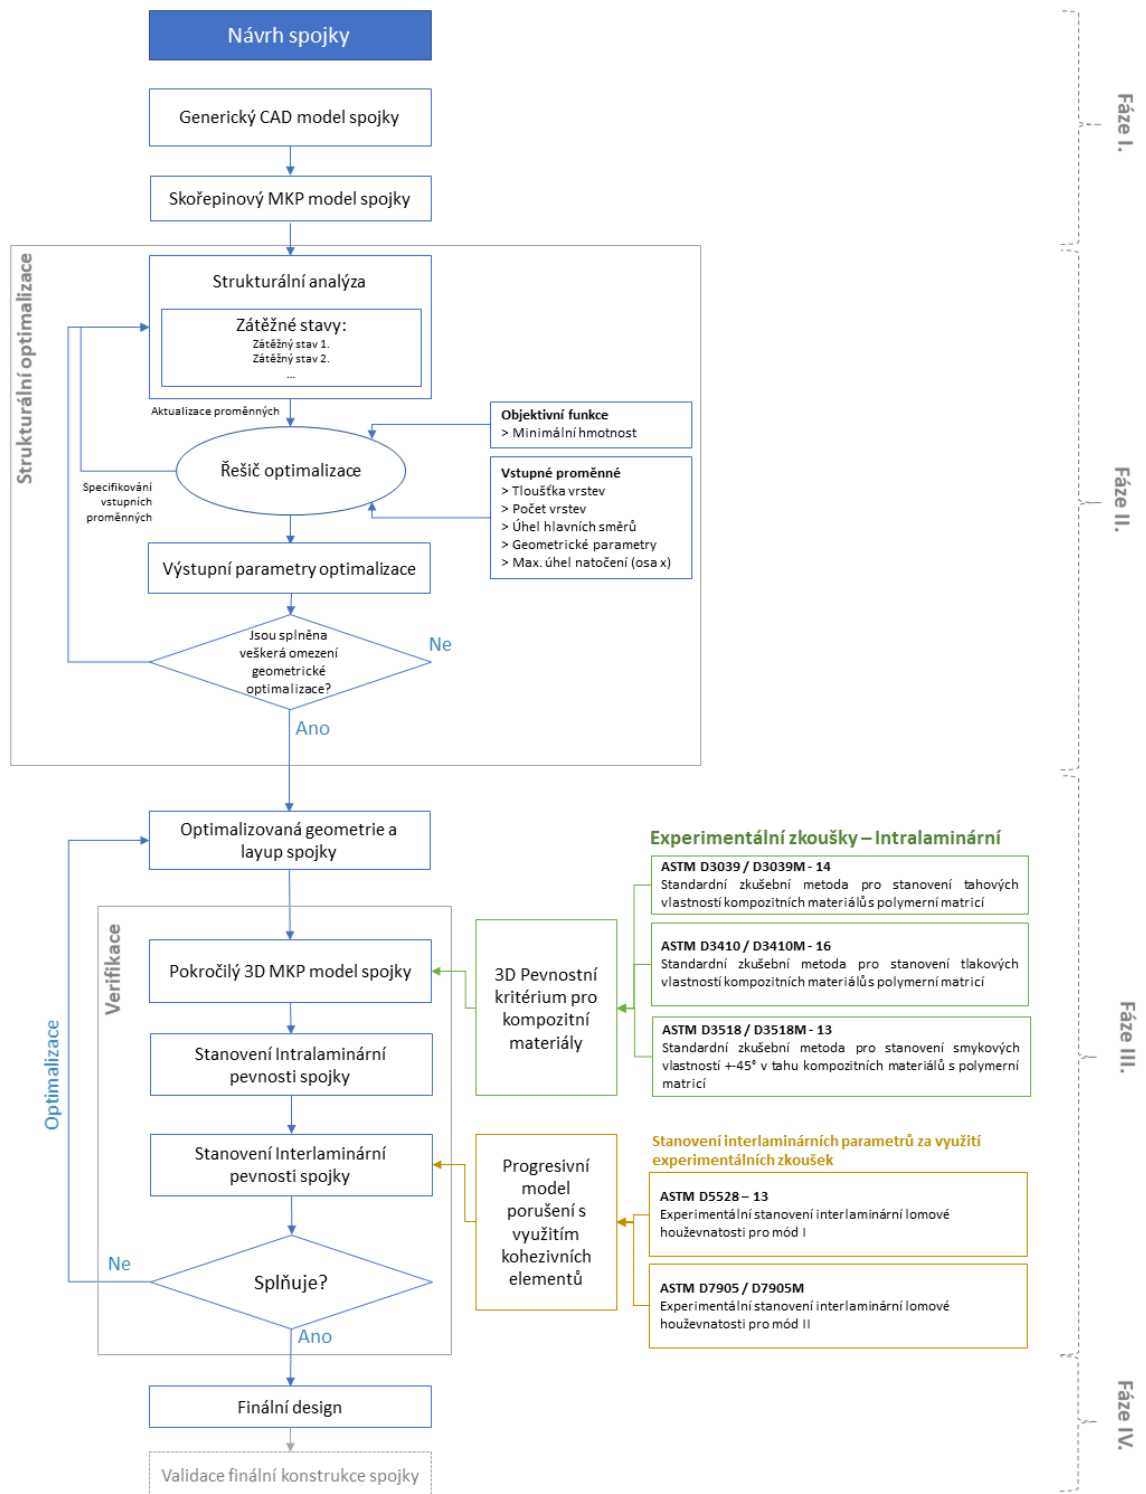 Návrh spojky
Fáze I.
Generický CAD model spojky
Skořepinový MKP model spojky
Strukturální optimalizace
Fáze II.
Strukturální analýza
Zátěžné stavy:
Zátěžný stav 1.
Zátěžný stav 2.
...
Aktualizace proměnných
Objektivní funkce
> Minimální hmotnost
Řešič optimalizace
Specifikování
vstupních
proměnných
Vstupné proměnné
> Tloušťka vrstev
> Počet vrstev
> Úhel hlavních směrů
> Geometrické parametry
> Max. úhel natočení (osa x)
Výstupní parametry optimalizace
Jsou splněna
veškerá omezení
geometrické
optimalizace?
Ne
Ano
Fáze III.
Optimalizovaná geometrie a
layup spojky
Optimalizace
Verifikace
Pokročilý 3D MKP model spojky
Stanovení Intralaminární
pevnosti spojky
Stanovení Interlaminární
pevnosti spojky
Splňuje?
Ne
Ano
3D Pevnostní
kritérium pro
kompozitní
materiály
Experimentální zkoušky – Intralaminární
ASTM D3039 / D3039M - 14
Standardní zkušební metoda pro stanovení tahových
vlastností kompozitních materiálů s polymerní matricí
ASTM D3410 / D3410M - 16
Standardní zkušební metoda pro stanovení tlakových
vlastností kompozitních materiálů s polymerní matricí
ASTM D3518 / D3518M - 13
Standardní zkušební metoda pro stanovení smykových
vlastností +-45° v tahu kompozitních materiálů s polymerní
matricí
Progresivní
model
porušení s
využitím
kohezivních
elementů
Stanovení interlaminárních parametrů za využití
experimentálních zkoušek
ASTM D5528 – 13
Experimentální stanovení interlaminární lomové
houževnatosti pro mód I
ASTM D7905 / D7905M
Experimentální stanovení interlaminární lomové
houževnatosti pro mód II
Fáze IV.
Finální design
Validace finální konstrukce spojky